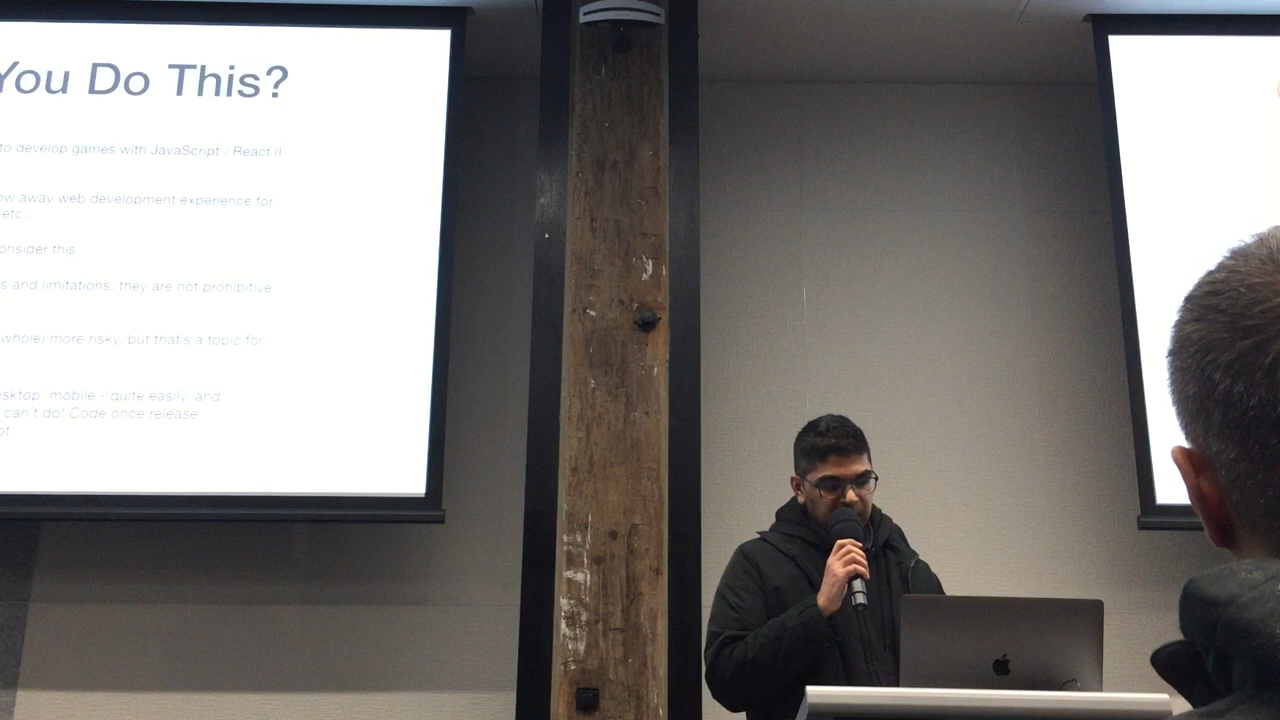 You Do This?
to develop games with JavaScript / React (I
ow away web development experience for
etc.
onsider this
s and limitations, they are not prohibitive
whole) more risky, but that's a topic for
esktop, mobile - quite easily, and
can't do! Code once release
ot